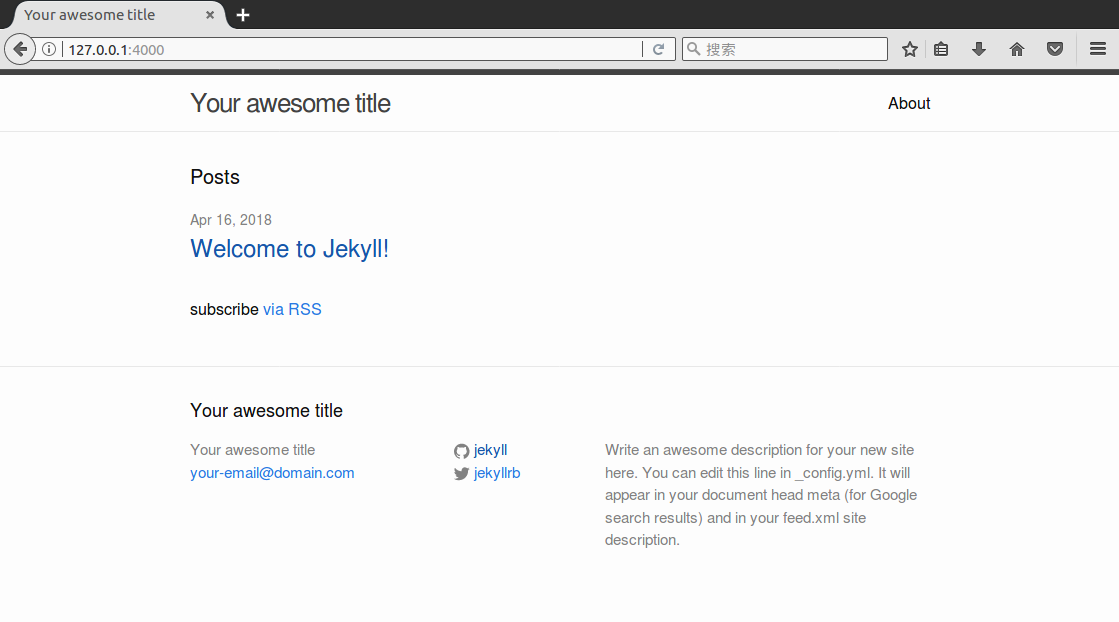 Your awesome title
127.0.0.1:4000
搜索
Your awesome title
About
Posts
Apr 16, 2018
Welcome to Jekyll!
subscribe via RSS
Your awesome title
Your awesome title
your-email@domain.com
jekyll
jekyllrb
Write an awesome description for your new site
here. You can edit this line in _config.yml. It will
appear in your document head meta (for Google
search results) and in your feed.xml site
description.